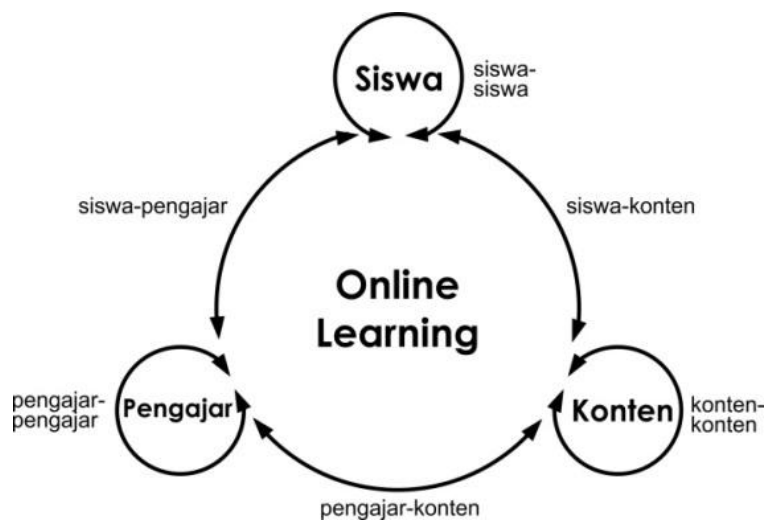 Siswa
siswa-
siswa
siswa-pengajar
siswa-konten
Online
Learning
pengajar-
pengajar
Pengajar
Konten
konten-
konten
pengajar-konten